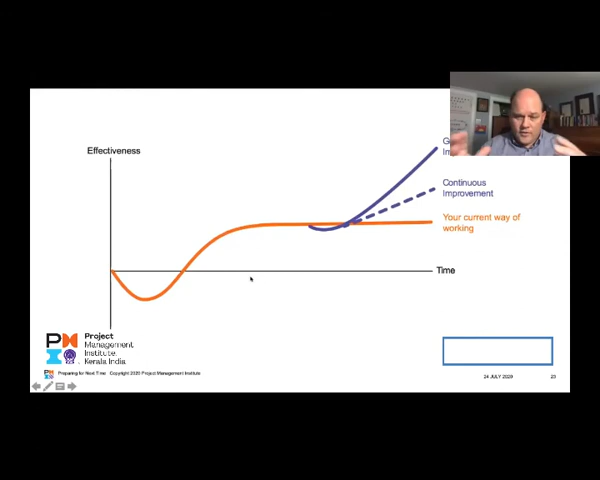 Effectiveness
Continuous
Improvement
Your current way of
working
Time
Project
Management
Institute.
Kerala India
Preparing for Next Time Copyright 2020 Project Management Institute
24 JULY 2020
23